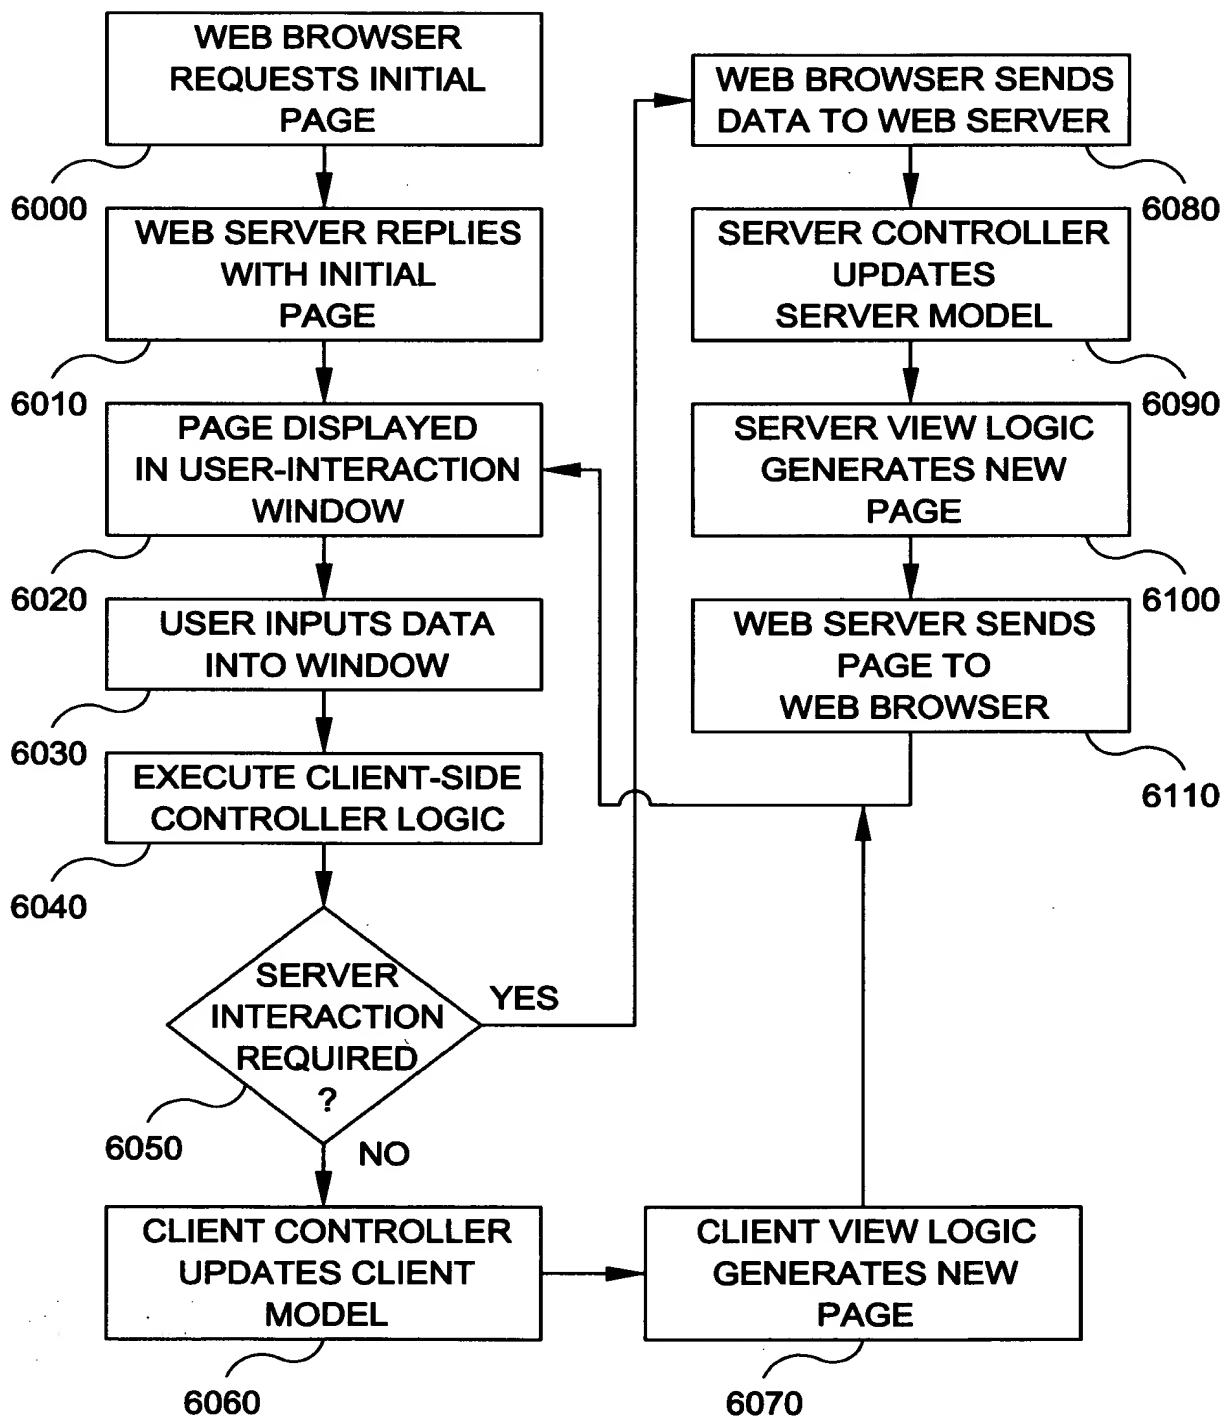 WEB BROWSER
REQUESTS INITIAL
PAGE
6000
WEB SERVER REPLIES
WITH INITIAL
PAGE
6010
PAGE DISPLAYED
IN USER-INTERACTION
WINDOW
6020
USER INPUTS DATA
INTO WINDOW
6030
EXECUTE CLIENT-SIDE
CONTROLLER LOGIC
6040
SERVER
INTERACTION
REQUIRED
?
YES
6050
NO
CLIENT CONTROLLER
UPDATES CLIENT
MODEL
6060
CLIENT VIEW LOGIC
GENERATES NEW
PAGE
6070
WEB BROWSER SENDS
DATA TO WEB SERVER
6080
SERVER CONTROLLER
UPDATES
SERVER MODEL
6090
SERVER VIEW LOGIC
GENERATES NEW
PAGE
6100
WEB SERVER SENDS
PAGE TO
WEB BROWSER
6110